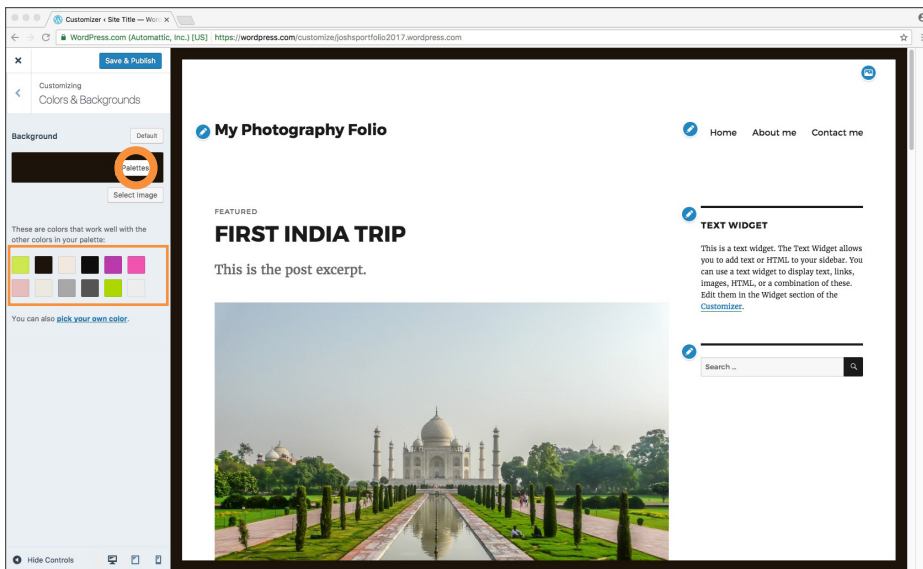 Customizer ‹ Site Title — Word
WordPress.com (Automattic, Inc.) [US] https://wordpress.com/customize/joshsportfolio2017.wordpress.com
Save & Publish
Customizing
Colors & Backgrounds
Background
Default
Palettes
Select Image
These are colors that work well with the
other colors in your palette:
You can also pick your own color.
Hide Controls
My Photography Folio
Home About me Contact me
FEATURED
FIRST INDIA TRIP
This is the post excerpt.
TEXT WIDGET
This is a text widget. The Text Widget allows
you to add text or HTML to your sidebar. You
can use a text widget to display text, links,
images, HTML, or a combination of these.
Edit them in the Widget section of the
Customizer.
Search …